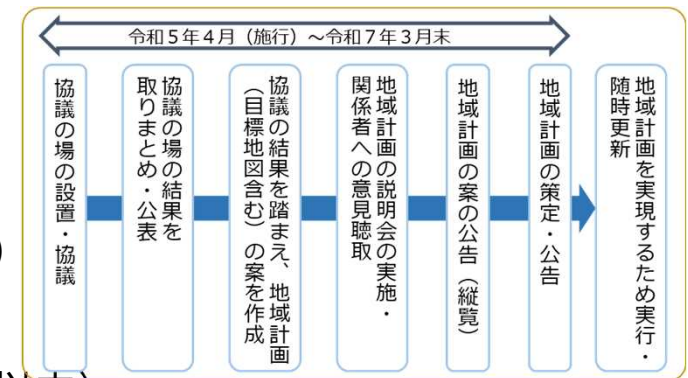 令和５年４月（施行）～令和７年３月末
協議の場の設置・協議
協議の場の結果を
取りまとめ・公表
協議の結果を踏まえ、地域計画
（目標地図含む）の案を作成
地域計画の説明会の実施・
関係者への意見聴取
地域計画の案の公告（縦覧）
地域計画の策定・公告
地域計画を実現するため実行・
随時更新
）